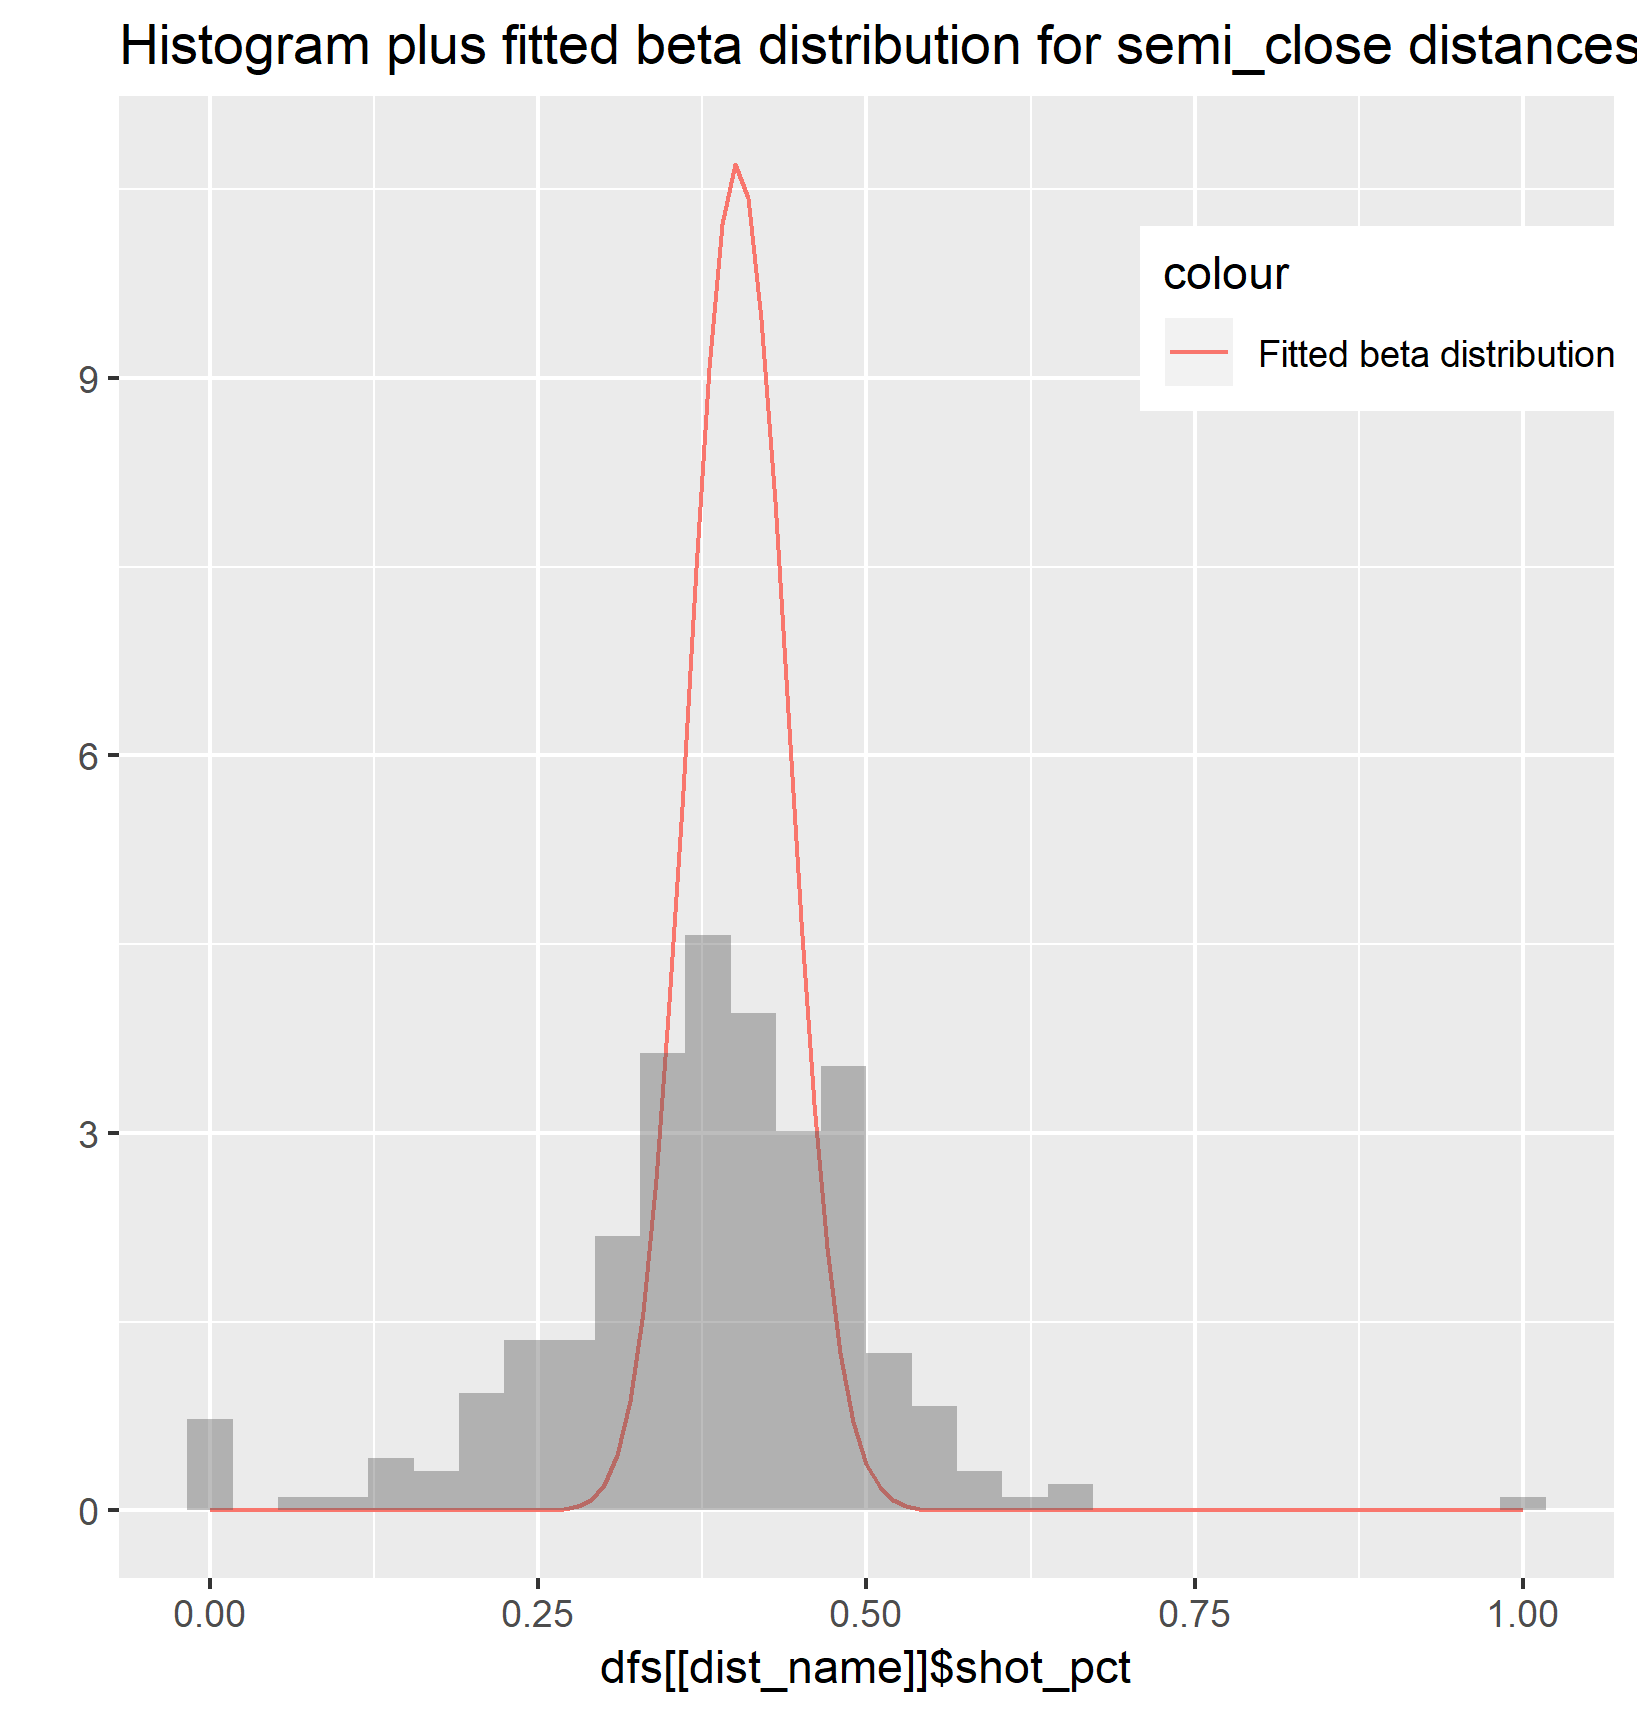 Histogram plus fitted beta distribution for semi_close distances
colour
Fitted beta distribution
9
6
3
0
0.00 0.25 0.50 0.75 1.00
dfs[[dist_name]]$shot_pct